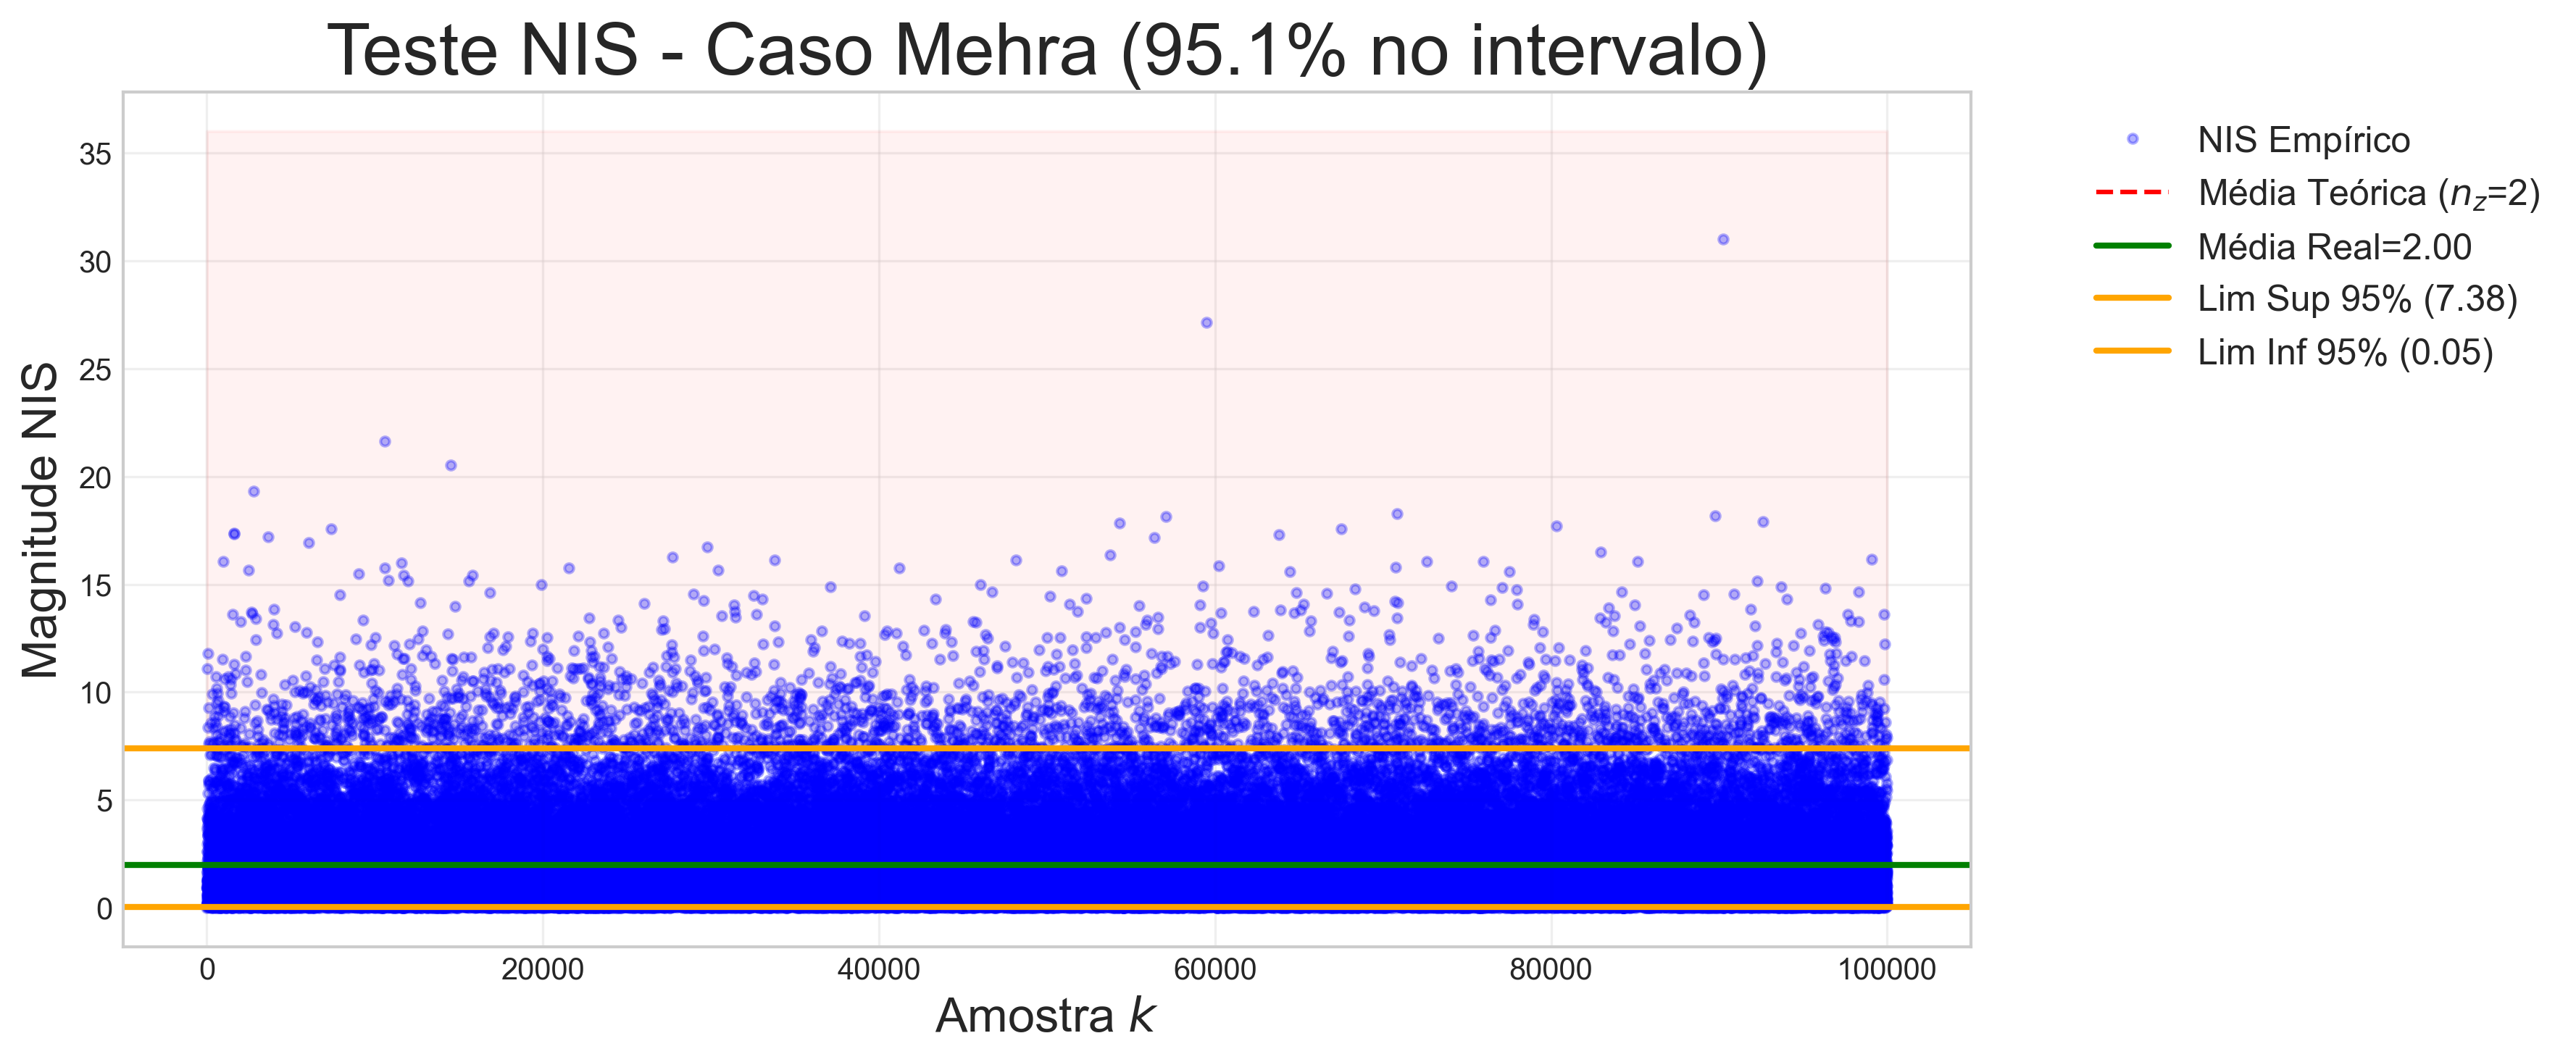 Teste NIS - Caso Mehra (95.1% no intervalo)
Magnitude NIS
35
30
25
20
15
10
5
0
0 20000 40000 60000 80000 100000
Amostra k
NIS Empírico
Média Teórica (n_z=2)
Média Real=2.00
Lim Sup 95% (7.38)
Lim Inf 95% (0.05)